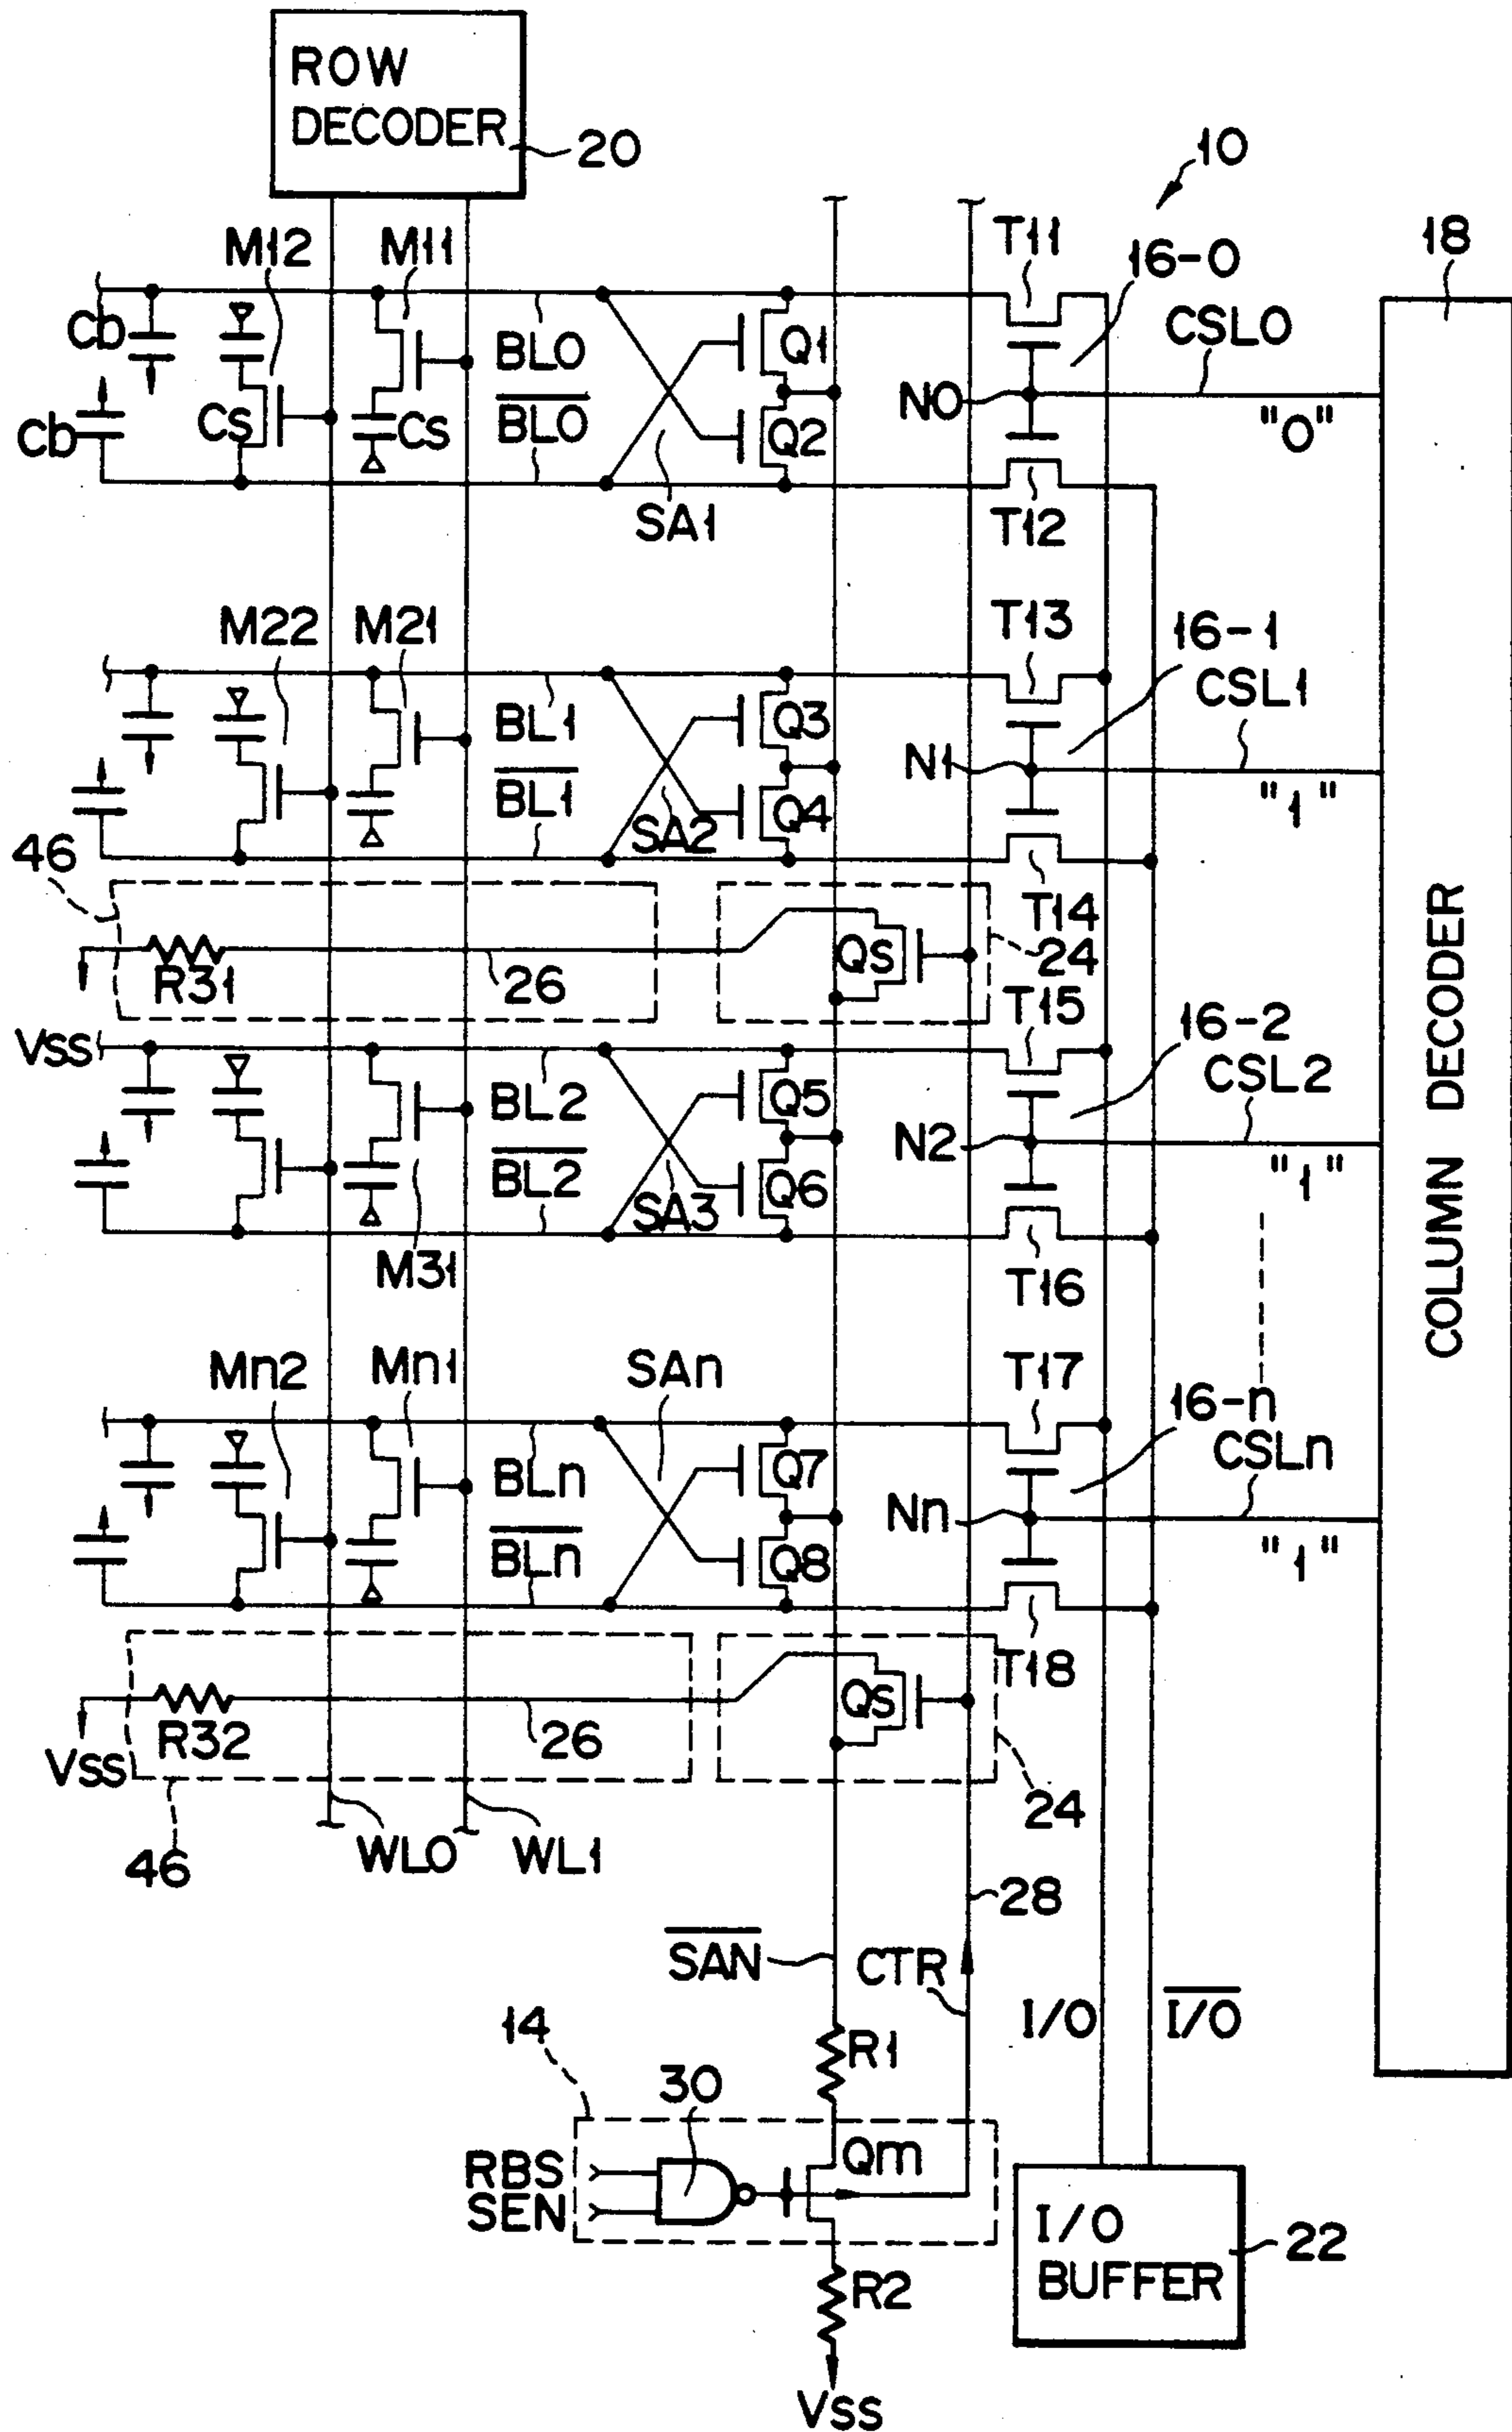 ROW
DECODER
20
10
M12
M11
T11
16-0
18
Cb
BL0
Q1
CSL0
N0
Cb
Cs
Cs
BL0
Q2
"0"
SA1
T12
M22
M21
T13
16-1
CSL1
BL1
Q3
N1
BL1
SA2
Q4
"1"
46
T14
R31
26
Qs
24
T15
16-2
VSS
CSL2
BL2
Q5
N2
BL2
SA3
Q6
"1"
M31
T16
COLUMN DECODER
Mn2
Mn1
SAn
T17
16-n
CSLn
BLn
Q7
Nn
BLn
Q8
"1"
T18
R32
26
Qs
VSS
24
46
WL0
WL1
28
SAN
CTR
I/O
I/O
14
R1
30
RBS
Qm
SEN
I/O
BUFFER
22
R2
VSS